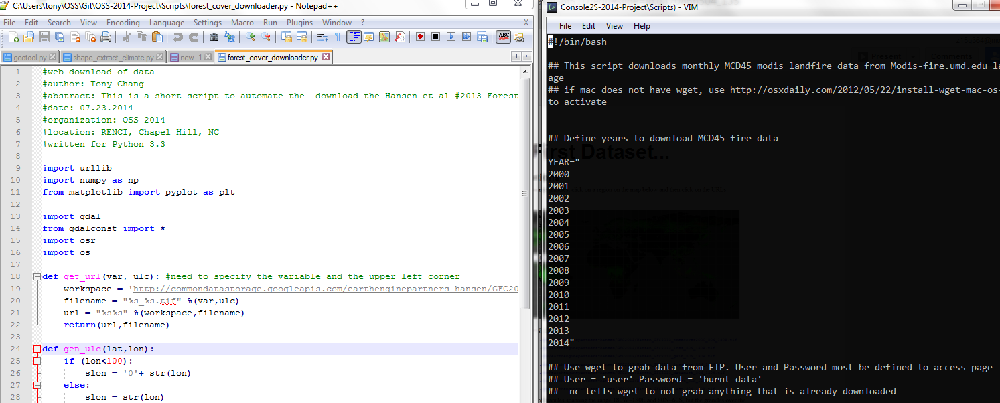 C:\Users\tony\OSS\Git\OSS-2014-Project\Scripts\forest_cover_downloader.py - Notepad++
File Edit Search View Encoding Language Settings Macro Run Plugins Window ?
X
ABC
geotool.py
shape_extract_climate.py
new 1
forest_cover_downloader.py
1 #web download of data
2 #author: Tony Chang
3 #abstract: This is a short script to automate the  download the Hansen et al #2013 Forest
4 #date: 07.23.2014
5 #organization: OSS 2014
6 #location: RENCI, Chapel Hill, NC
7 #written for Python 3.3
8
9 import urllib
10 import numpy as np
11 from matplotlib import pyplot as plt
12
13 import gdal
14 from gdalconst import *
15 import osr
16 import os
17
18 def get_url(var, ulc): #need to specify the variable and the upper left corner
19     workspace = 'http://commondatastorage.googleapis.com/earthenginepartners-hansen/GFC20
20     filename = "%s_%s.tif" %(var,ulc)
21     url = "%s%s" %(workspace,filename)
22     return(url,filename)
23
24 def gen_ulc(lat,lon):
25     if (lon<100):
26         slon = '0'+ str(lon)
27     else:
28         slon = str(lon)
Console2S-2014-Project\Scripts) - VIM
File Edit View Help
#!/bin/bash
## This script downloads monthly MCD45 modis landfire data from Modis-fire.umd.edu la
age
## if mac does not have wget, use http://osxdaily.com/2012/05/22/install-wget-mac-os-
to activate
## Define years to download MCD45 fire data
rst Dataset...
YEAR="
2000
2001
2002
2003
2004
2005
2006
2007
2008
2009
2010
2011
2012
2013
2014"
## Use wget to grab data from FTP. User and Password most be defined to access page
## User = 'user' Password = 'burnt_data'
## -nc tells wget to not grab anything that is already downloaded